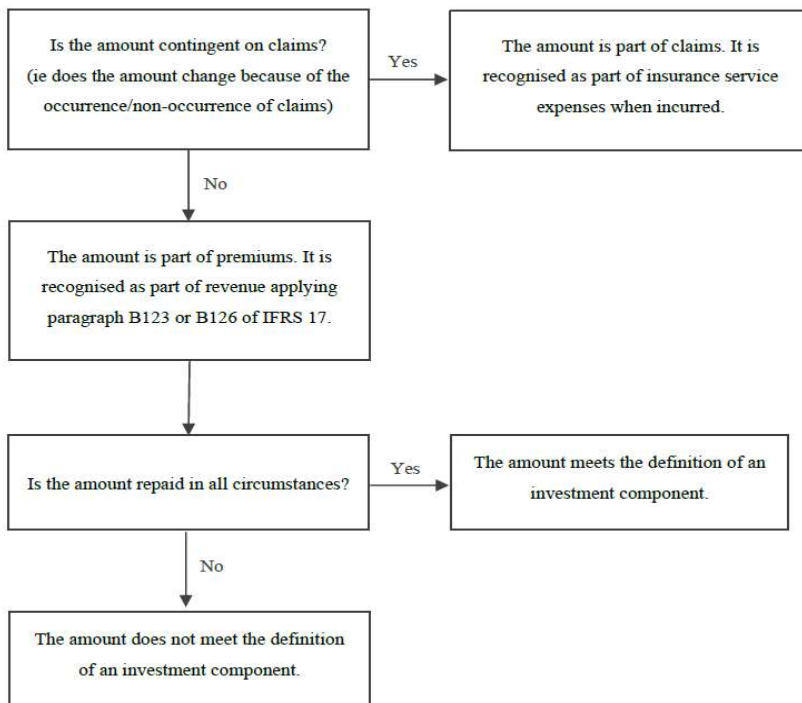 Is the amount contingent on claims?
(ie does the amount change because of the
occurrence/non-occurrence of claims)
Yes
The amount is part of claims. It is
recognised as part of insurance service
expenses when incurred.
No
The amount is part of premiums. It is
recognised as part of revenue applying
paragraph B123 or B126 of IFRS 17.
Is the amount repaid in all circumstances?
Yes
The amount meets the definition of an
investment component.
No
The amount does not meet the definition
of an investment component.